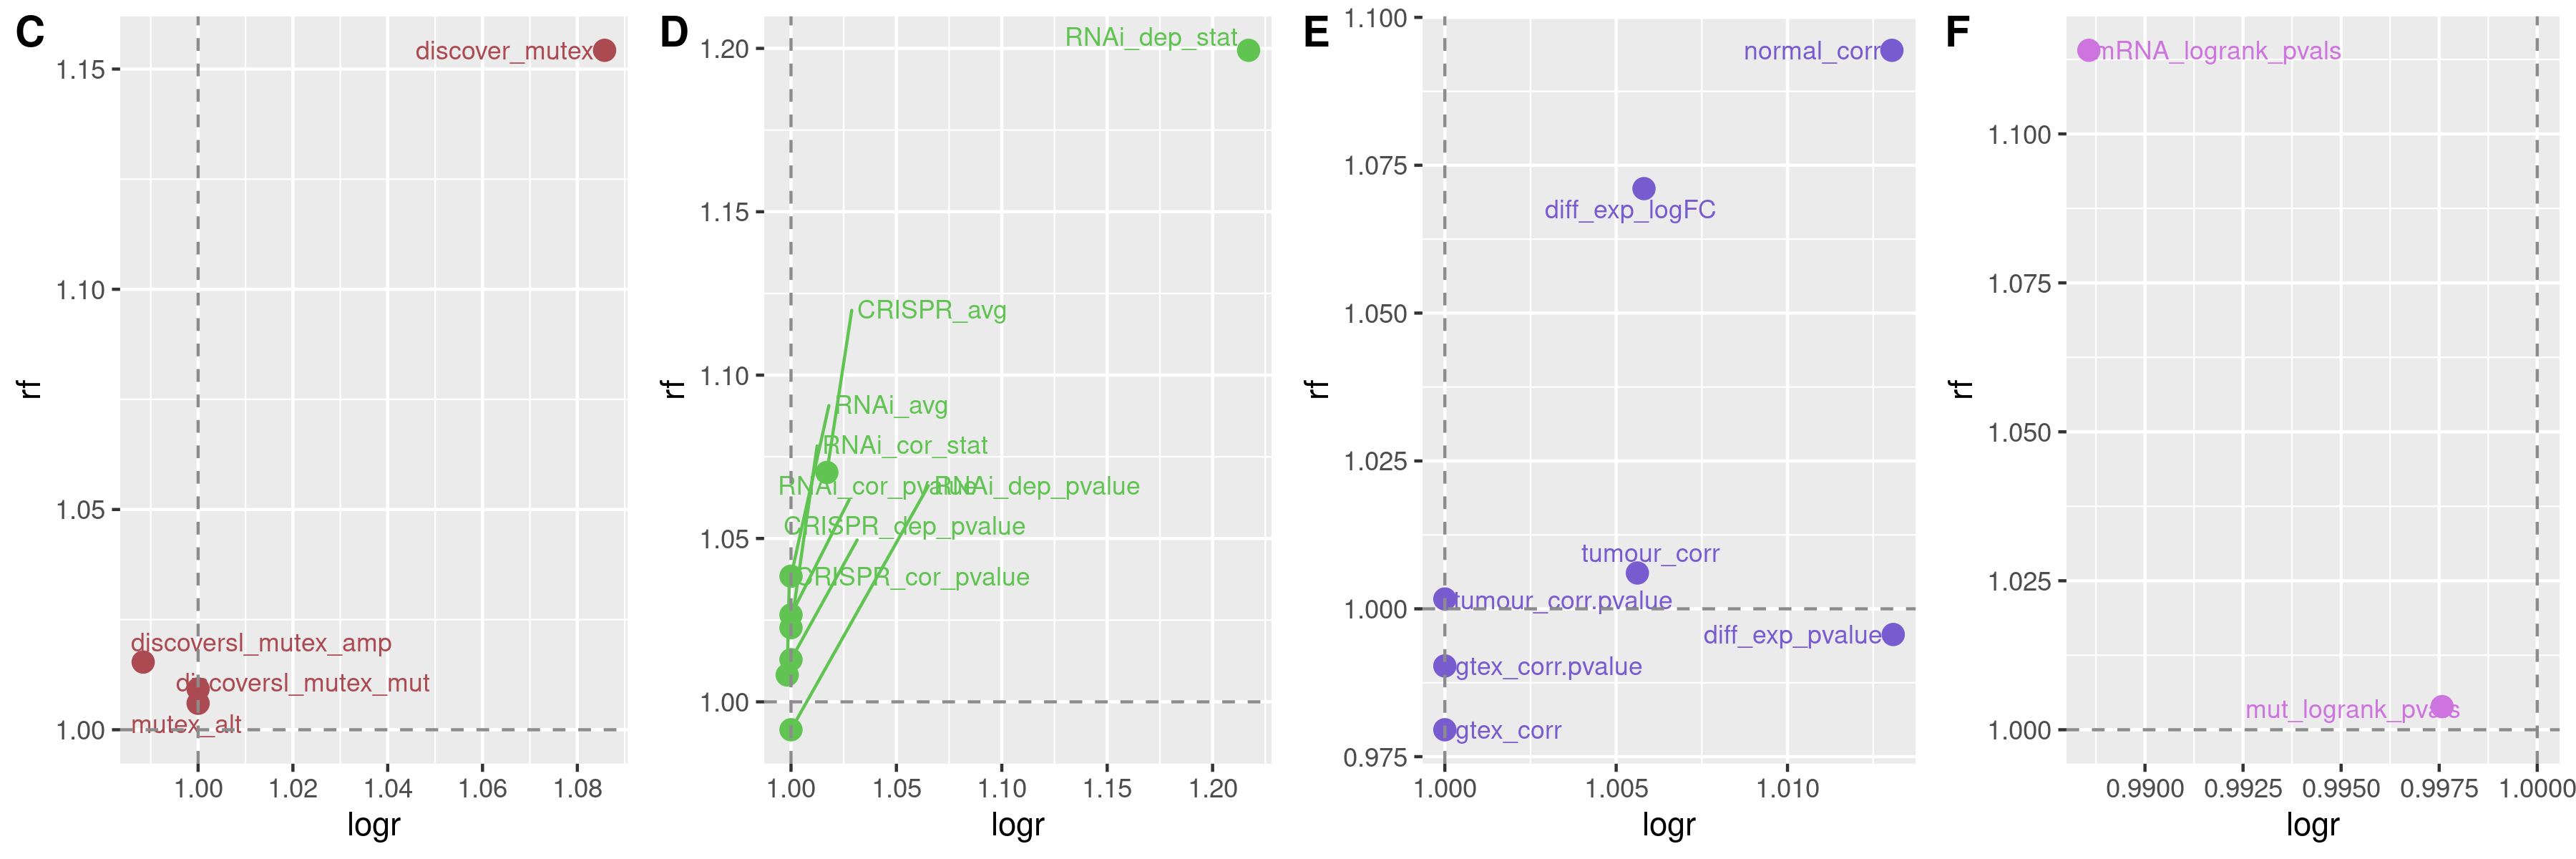 C
rf
1.15
1.10
1.05
1.00
discover_mutex
discoversl_mutex_amp
discoversl_mutex_mut
mutex_alt
1.00 1.02 1.04 1.06 1.08
logr
D
rf
1.20
1.15
1.10
1.05
1.00
RNAi_dep_stat
CRISPR_avg
RNAi_avg
RNAi_cor_stat
RNAi_cor_pvalue
RNAi_dep_pvalue
CRISPR_dep_pvalue
CRISPR_cor_pvalue
1.00 1.05 1.10 1.15 1.20
logr
E
rf
1.100
1.075
1.050
1.025
1.000
0.975
normal_corr
diff_exp_logFC
tumour_corr
tumour_corr.pvalue
diff_exp_pvalue
gtex_corr.pvalue
gtex_corr
1.000 1.005 1.010
logr
F
rf
1.100
1.075
1.050
1.025
1.000
mRNA_logrank_pvals
mut_logrank_pvals
0.9900 0.9925 0.9950 0.9975 1.0000
logr